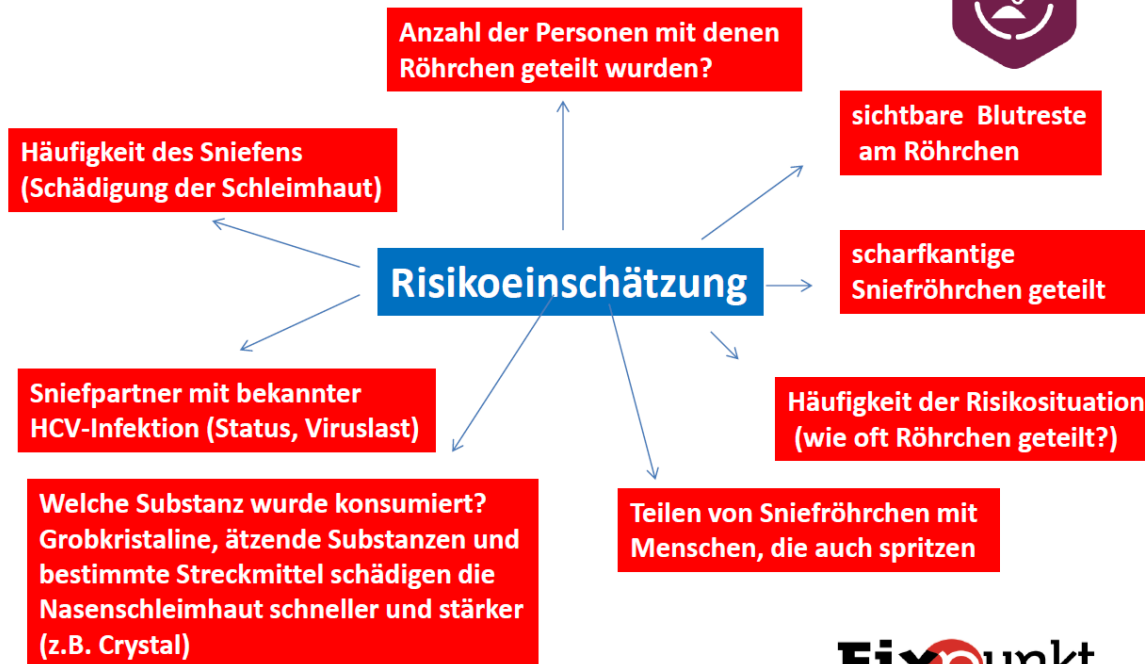 Anzahl der Personen mit denen
Röhrchen geteilt wurden?
sichtbare Blutreste
am Röhrchen
Häufigkeit des Sniefens
(Schädigung der Schleimhaut)
scharfkantige
Sniefröhrchen geteilt
Risikoeinschätzung
Sniefpartner mit bekannter
HCV-Infektion (Status, Viruslast)
Häufigkeit der Risikosituation
(wie oft Röhrchen geteilt?)
Welche Substanz wurde konsumiert?
Grobkristaline, ätzende Substanzen und
bestimmte Streckmittel schädigen die
Nasenschleimhaut schneller und stärker
(z.B. Crystal)
Teilen von Sniefröhrchen mit
Menschen, die auch spritzen
Fixpunkt